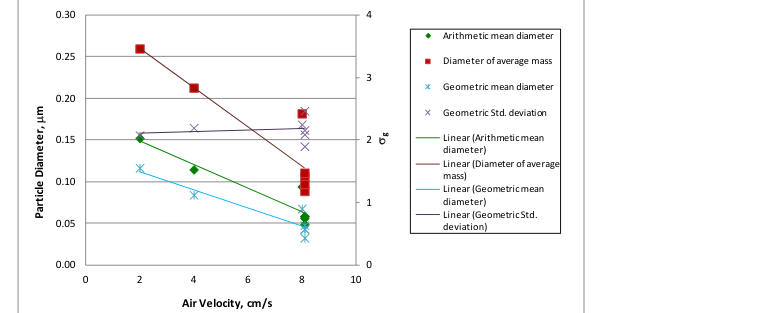 0.30
0.25
0.20
0.15
0.10
0.05
0.00
Particle Diameter, µm
0
2
4
6
8
10
Air Velocity, cm/s
4
3
2
1
0
σg
Arithmetic mean diameter
Diameter of average mass
Geometric mean diameter
Geometric Std. deviation
Linear (Arithmetic mean
diameter)
Linear (Diameter of average
mass)
Linear (Geometric mean
diameter)
Linear (Geometric Std.
deviation)